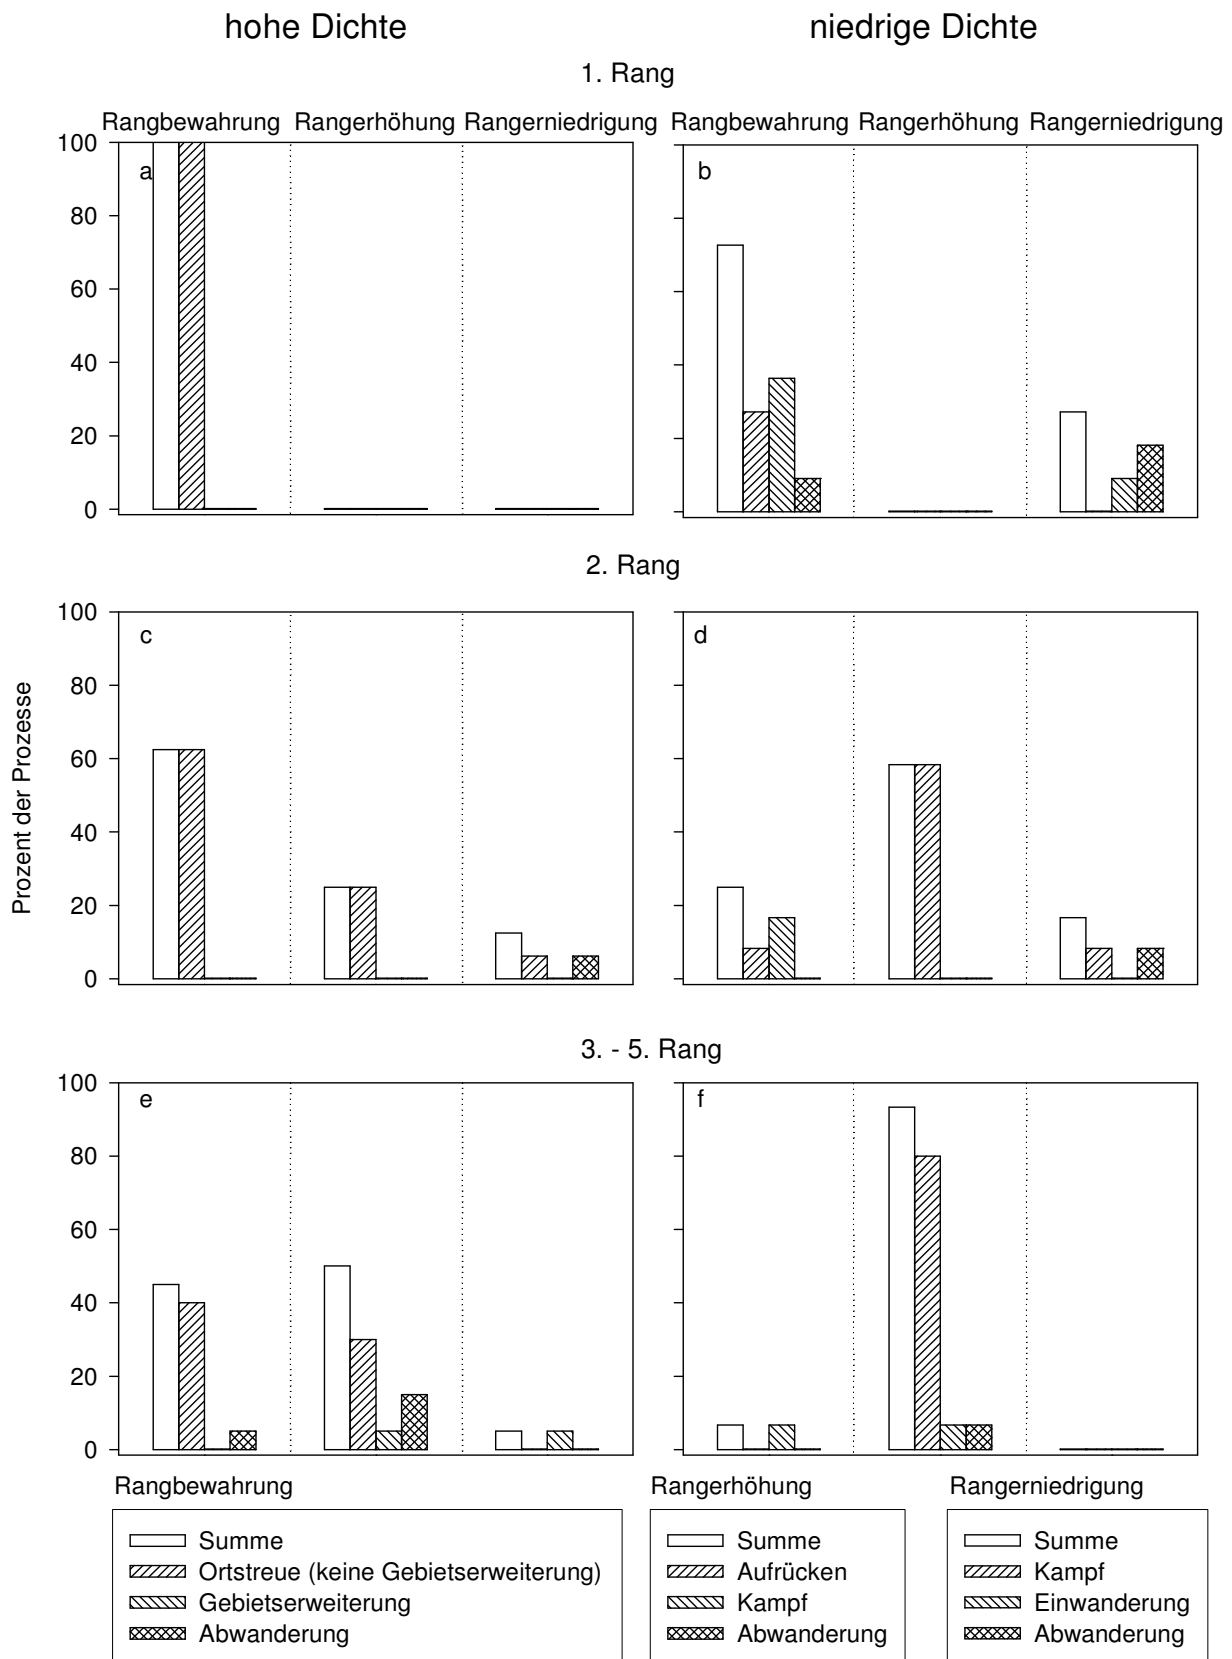 hohe Dichte niedrige Dichte
1. Rang
Rangbewahrung Rangerhöhung Rangerniedrigung Rangbewahrung Rangerhöhung Rangerniedrigung
100
a b
80
60
40
20
0
2. Rang
100
c d
80
60
40
20
0
Prozent der Prozesse
3. - 5. Rang
100
e f
80
60
40
20
0
Rangbewahrung Rangerhöhung Rangerniedrigung
Summe Summe Summe
Ortstreue (keine Gebietserweiterung) Aufrücken Kampf
Gebietserweiterung Kampf Einwanderung
Abwanderung Abwanderung Abwanderung